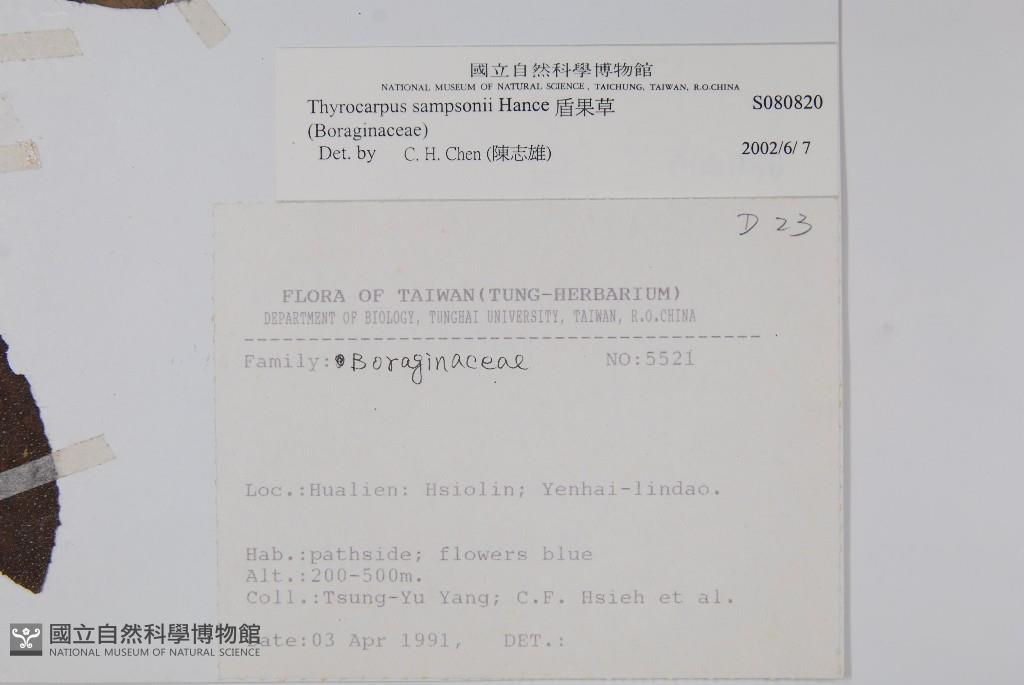 國立自然科學博物館
NATIONAL MUSEUM OF NATURAL SCIENCE, TAICHUNG, TAIWAN, R.O.CHINA
Thyrocarpus sampsonii Hance 盾果草 S080820
(Boraginaceae)
Det. by C. H. Chen (陳志雄) 2002/6/7
D 23
FLORA OF TAIWAN(TUNG-HERBARIUM)
DEPARTMENT OF BIOLOGY, TUNGHAI UNIVERSITY, TAIWAN, R.O.CHINA
Family: Boraginaceae NO:5521
Loc.:Hualien: Hsiolin; Yenhai-lindao.
Hab.:pathside; flowers blue
Alt.:200-500m.
Coll.:Tsung-Yu Yang; C.F. Hsieh et al.
Date:03 Apr 1991, DET.:
國立自然科學博物館
NATIONAL MUSEUM OF NATURAL SCIENCE